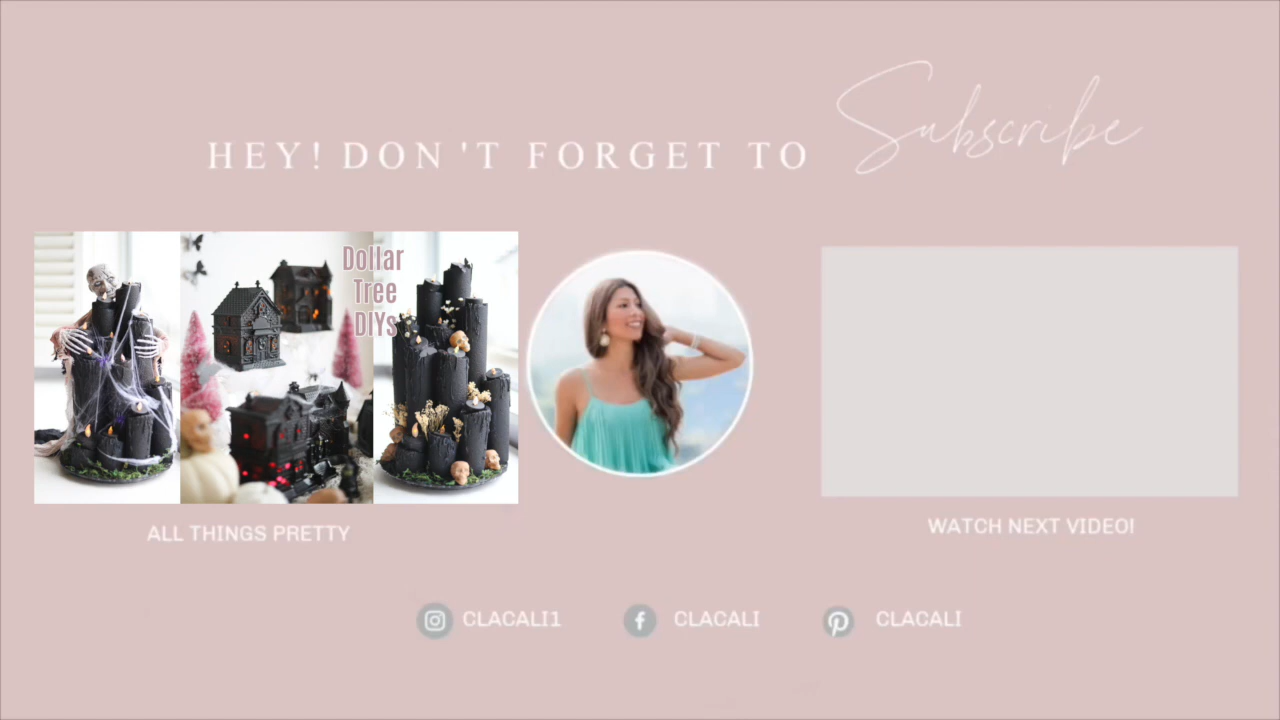 HEY! DON'T FORGET TO Subscribe
Dollar
Tree
DIYs
ALL THINGS PRETTY
WATCH NEXT VIDEO!
CLACALI1
CLACALI
CLACALI